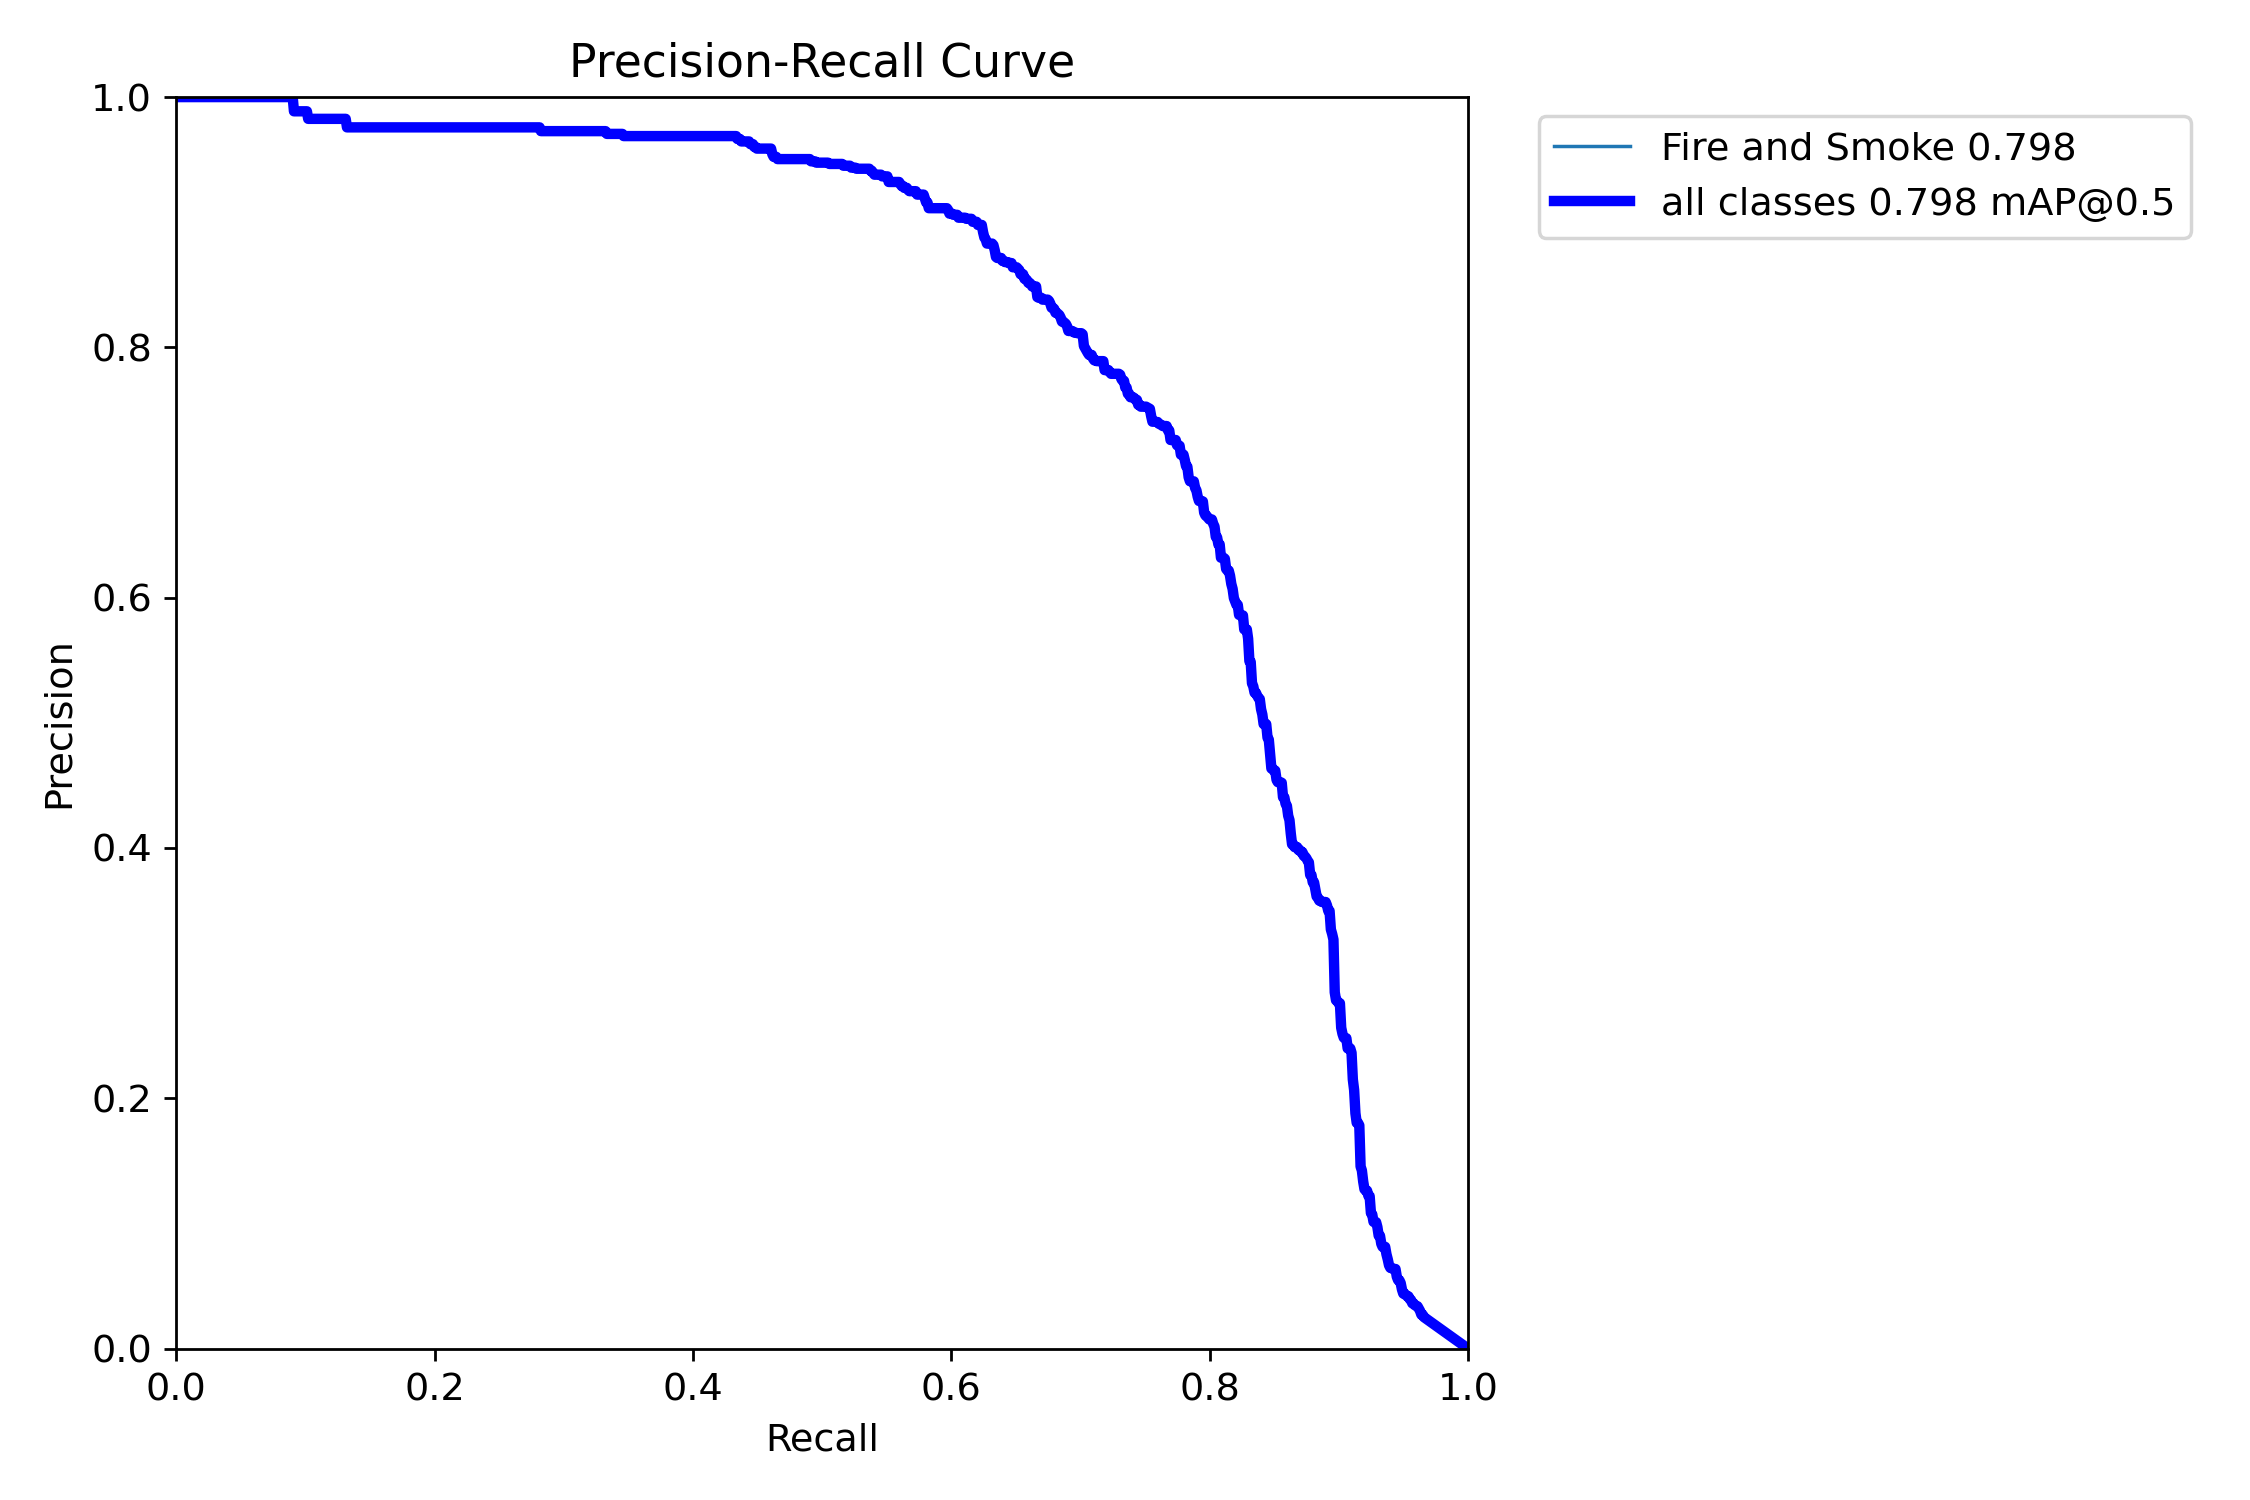 Precision-Recall Curve
1.0
0.8
0.6
0.4
0.2
0.0
Precision
0.0 0.2 0.4 0.6 0.8 1.0
Recall
Fire and Smoke 0.798
all classes 0.798 mAP@0.5